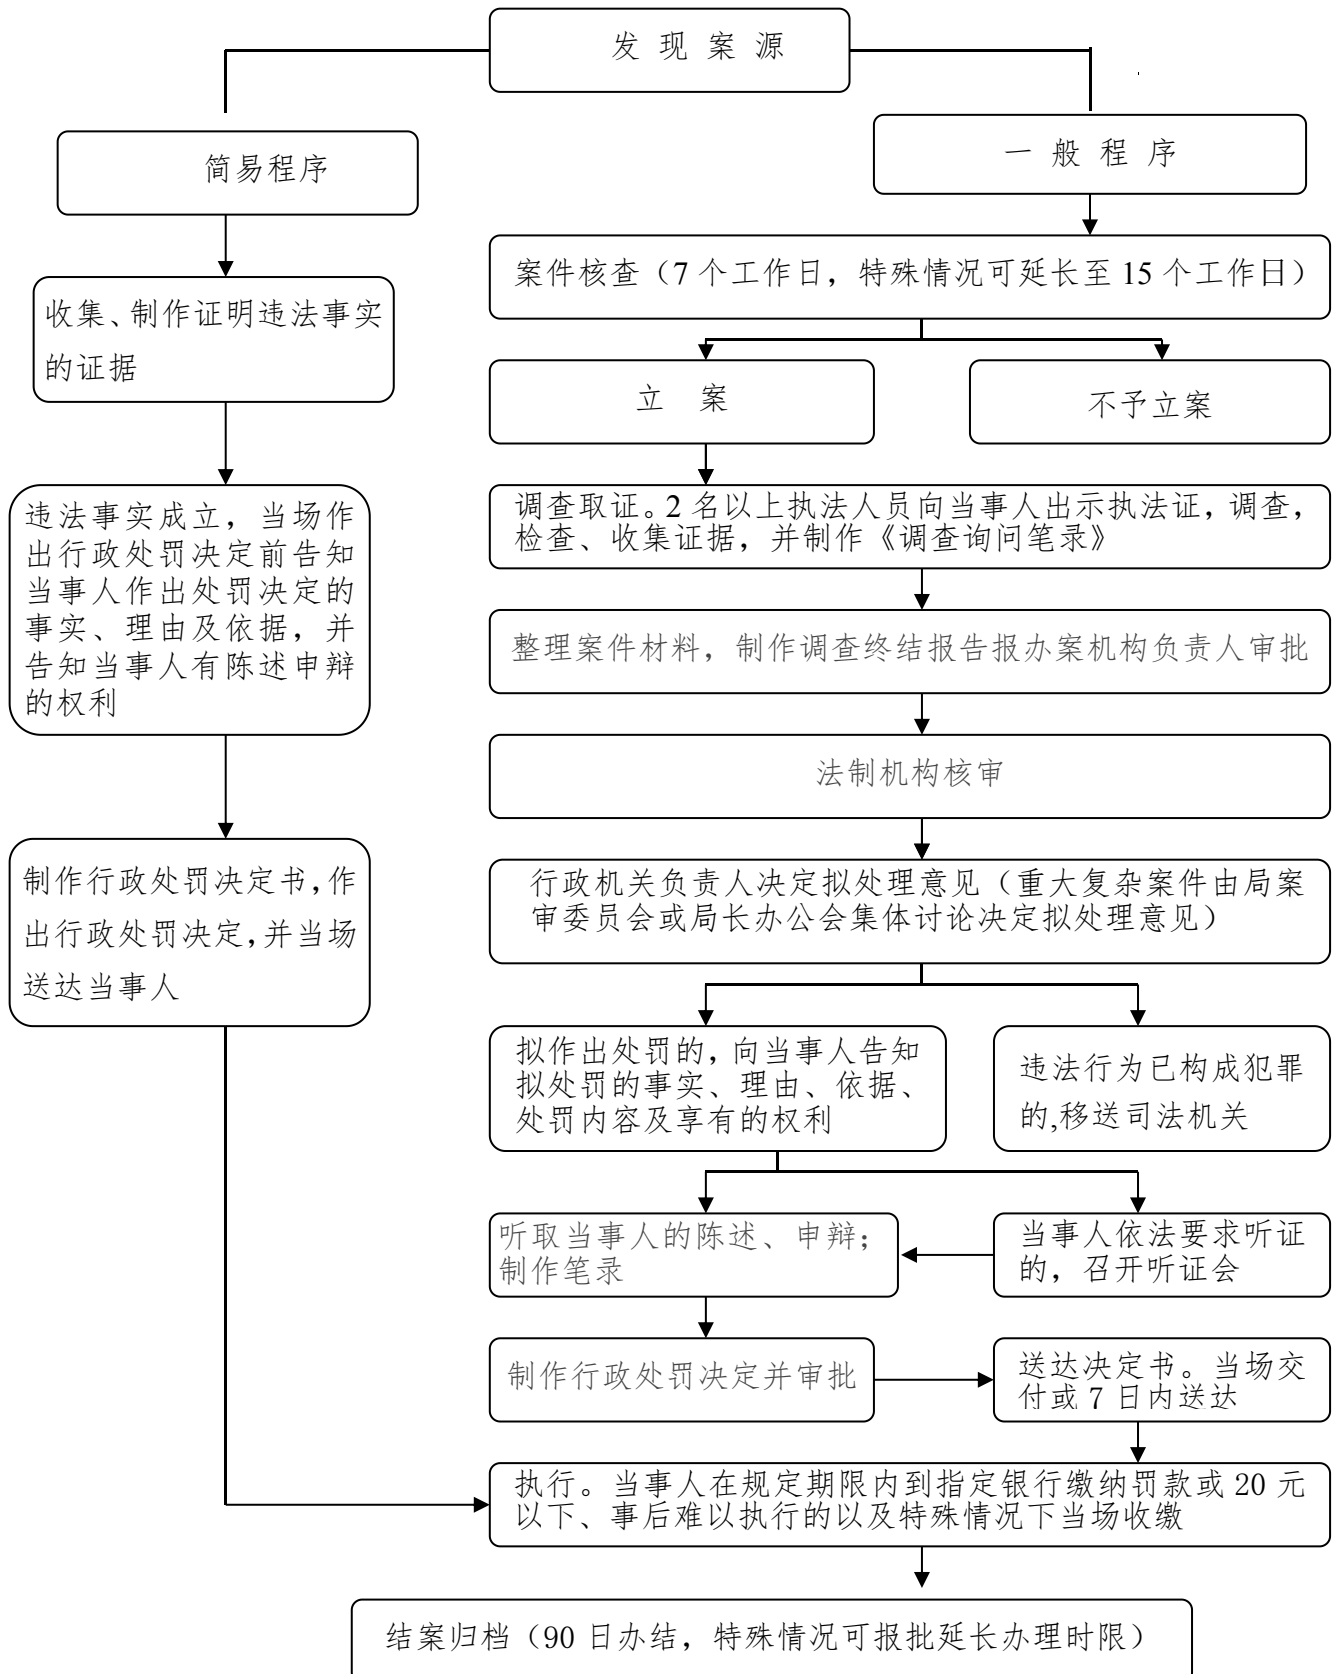 发 现 案 源
简易程序
一 般 程 序
收集、制作证明违法事实
的证据
案件核查（7 个工作日，特殊情况可延长至 15 个工作日）
立 案
不予立案
违法事实成立，当场作
出行政处罚决定前告知
当事人作出处罚决定的
事实、理由及依据，并
告知当事人有陈述申辩
的权利
调查取证。2 名以上执法人员向当事人出示执法证，调查，
检查、收集证据，并制作《调查询问笔录》
整理案件材料，制作调查终结报告报办案机构负责人审批
法制机构核审
制作行政处罚决定书，作
出行政处罚决定，并当场
送达当事人
行政机关负责人决定拟处理意见（重大复杂案件由局案
审委员会或局长办公会集体讨论决定拟处理意见）
拟作出处罚的，向当事人告知
拟处罚的事实、理由、依据、
处罚内容及享有的权利
违法行为已构成犯罪
的,移送司法机关
听取当事人的陈述、申辩；
制作笔录
当事人依法要求听证
的，召开听证会
制作行政处罚决定并审批
送达决定书。当场交
付或 7 日内送达
执行。当事人在规定期限内到指定银行缴纳罚款或 20 元
以下、事后难以执行的以及特殊情况下当场收缴
结案归档（90 日办结，特殊情况可报批延长办理时限）